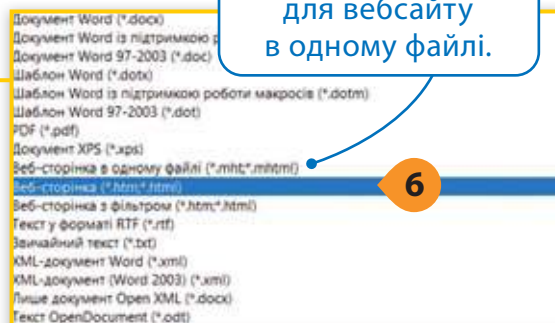 для вебсайту
в одному файлі.
Документ Word (*.docx)
Документ Word із підтримкою
Документ Word 97-2003 (*.doc)
Шаблон Word (*.dotx)
Шаблон Word із підтримкою роботи макросів (*.dotm)
Шаблон Word 97-2003 (*.dot)
PDF (*.pdf)
Документ XPS (*.xps)
Веб-сторінка в одному файлі (*.mht;*.mhtml)
Веб-сторінка (*.htm;*.html)
6
Веб-сторінка з фільтром (*.htm;*.html)
Текст у форматі RTF (*.rtf)
Звичайний текст (*.txt)
XML-документ Word (*.xml)
XML-документ (Word 2003) (*.xml)
Лише документ Open XML (*.docx)
Текст OpenDocument (*.odt)